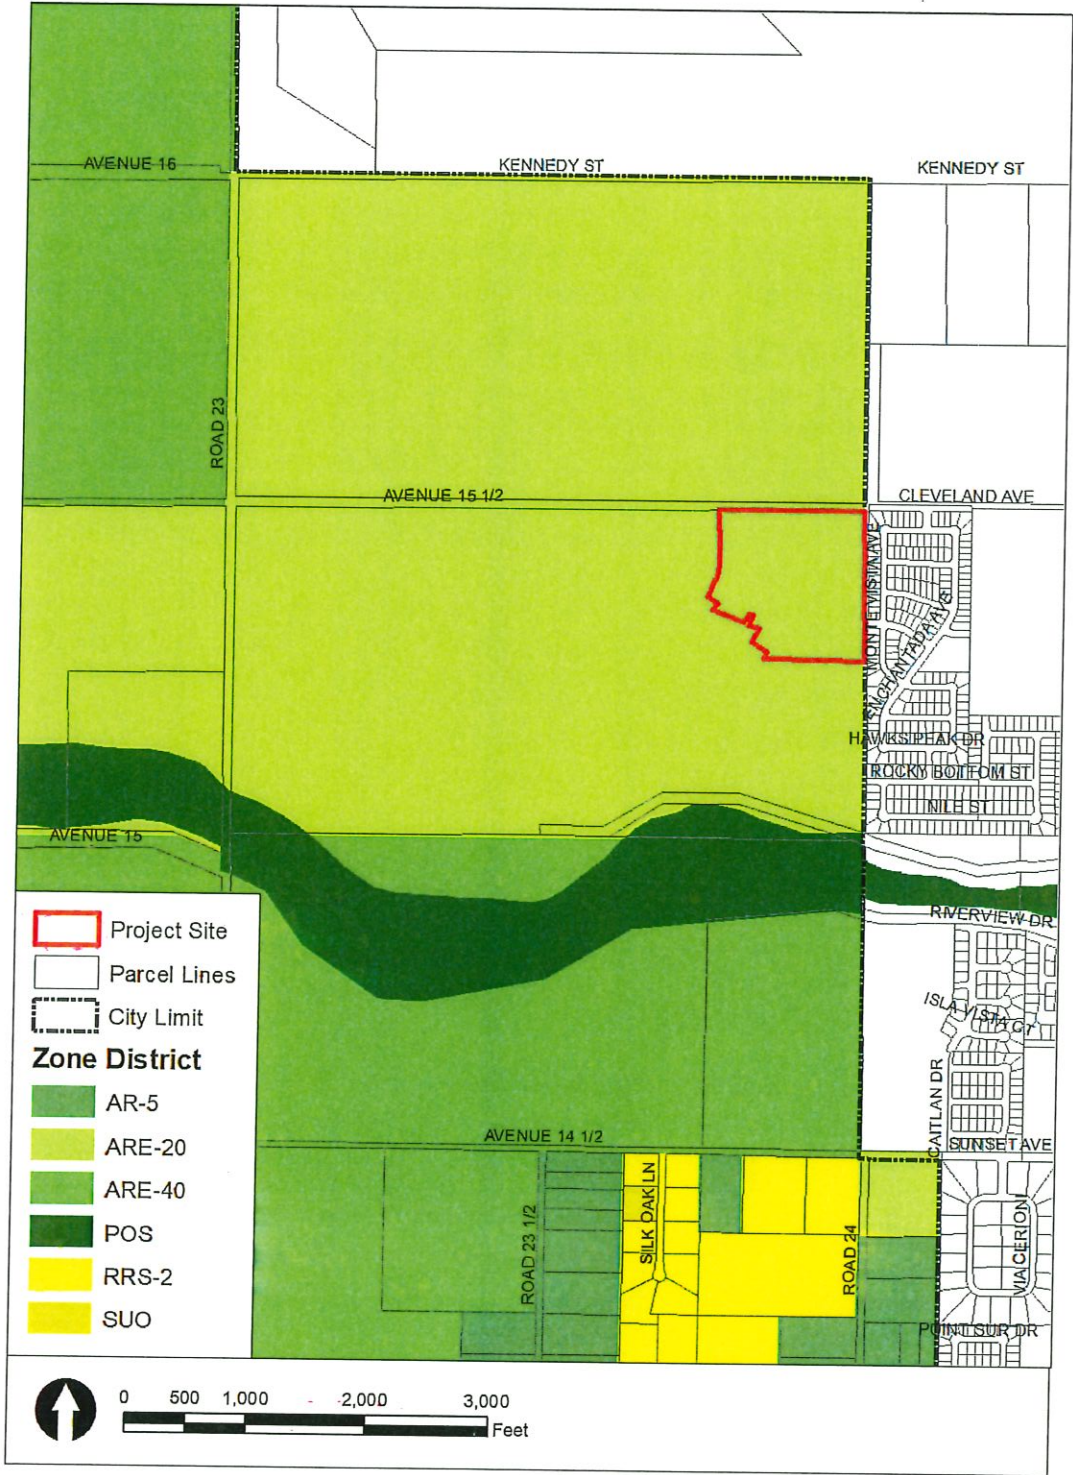 AVENUE 16
KENNEDY ST
KENNEDY ST
ROAD 23
AVENUE 15 1/2
CLEVELAND AVE
MONTE VISTA AVE
ENCHANTADA AVE
HAWKS PEAK DR
ROCKY BOTTOM ST
NILE ST
AVENUE 15
RIVERVIEW DR
ISLA VISTA CT
CAITLAN DR
AVENUE 14 1/2
SUNSET AVE
SILK OAK LN
ROAD 23 1/2
ROAD 24
VIA CERIONI
POINT SUR DR
Project Site
Parcel Lines
City Limit
Zone District
AR-5
ARE-20
ARE-40
POS
RRS-2
SUO
0 500 1,000 2,000 3,000
Feet